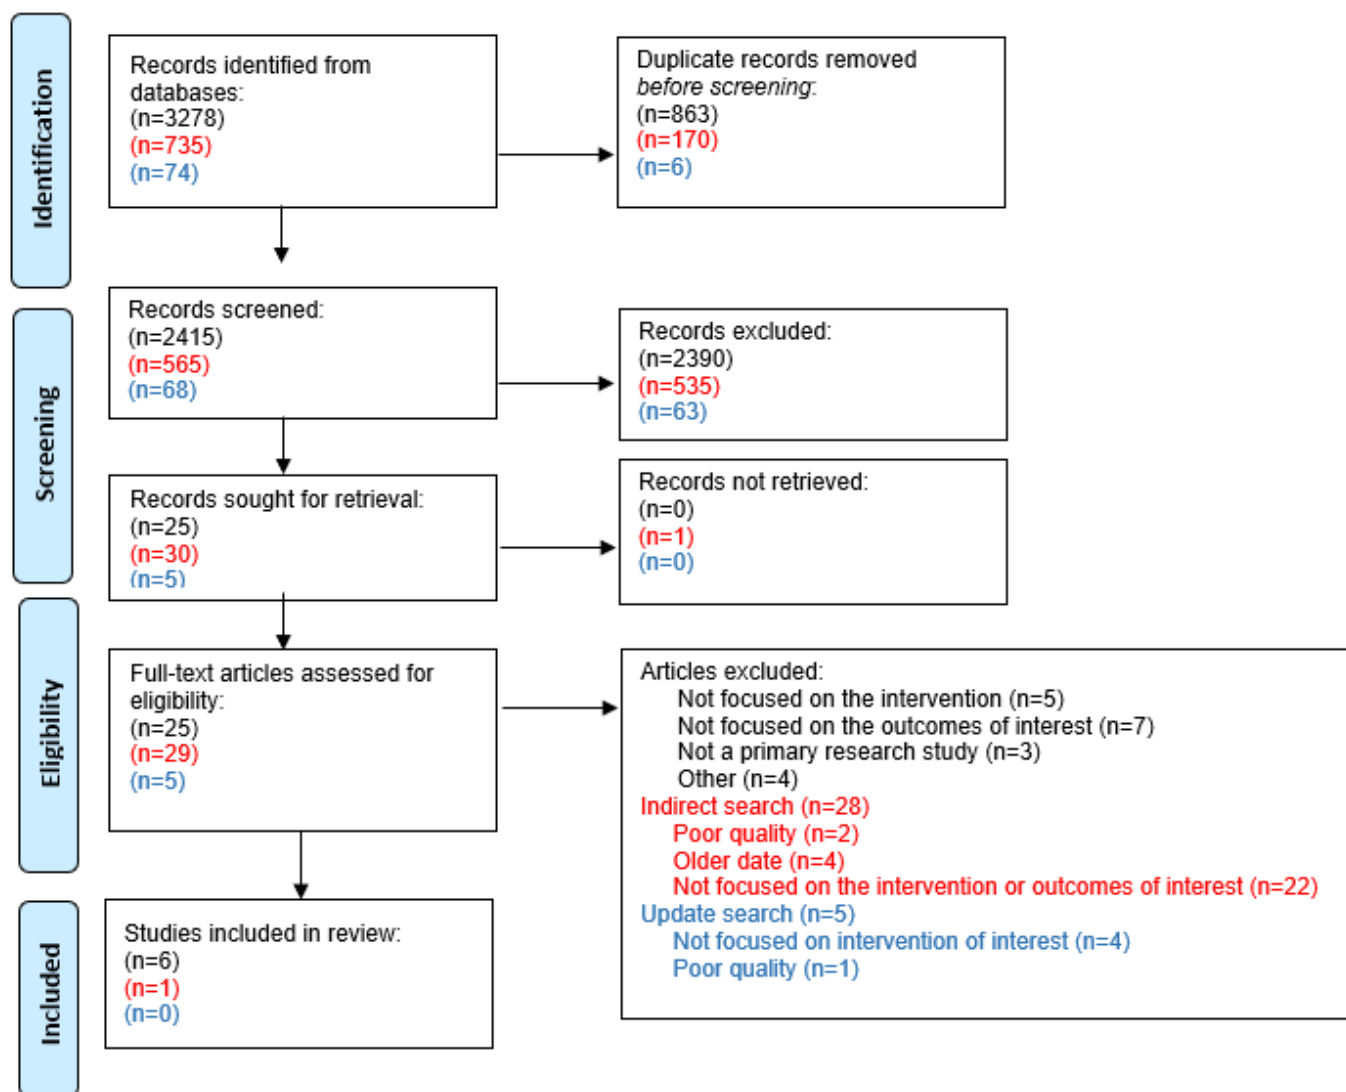 Identification
Records identified from
databases:
(n=3278)
(n=735)
(n=74)
Duplicate records removed
before screening:
(n=863)
(n=170)
(n=6)
Screening
Records screened:
(n=2415)
(n=565)
(n=68)
Records excluded:
(n=2390)
(n=535)
(n=63)
Records sought for retrieval:
(n=25)
(n=30)
(n=5)
Records not retrieved:
(n=0)
(n=1)
(n=0)
Eligibility
Full-text articles assessed for
eligibility:
(n=25)
(n=29)
(n=5)
Articles excluded:
Not focused on the intervention (n=5)
Not focused on the outcomes of interest (n=7)
Not a primary research study (n=3)
Other (n=4)
Indirect search (n=28)
Poor quality (n=2)
Older date (n=4)
Not focused on the intervention or outcomes of interest (n=22)
Update search (n=5)
Not focused on intervention of interest (n=4)
Poor quality (n=1)
Included
Studies included in review:
(n=6)
(n=1)
(n=0)